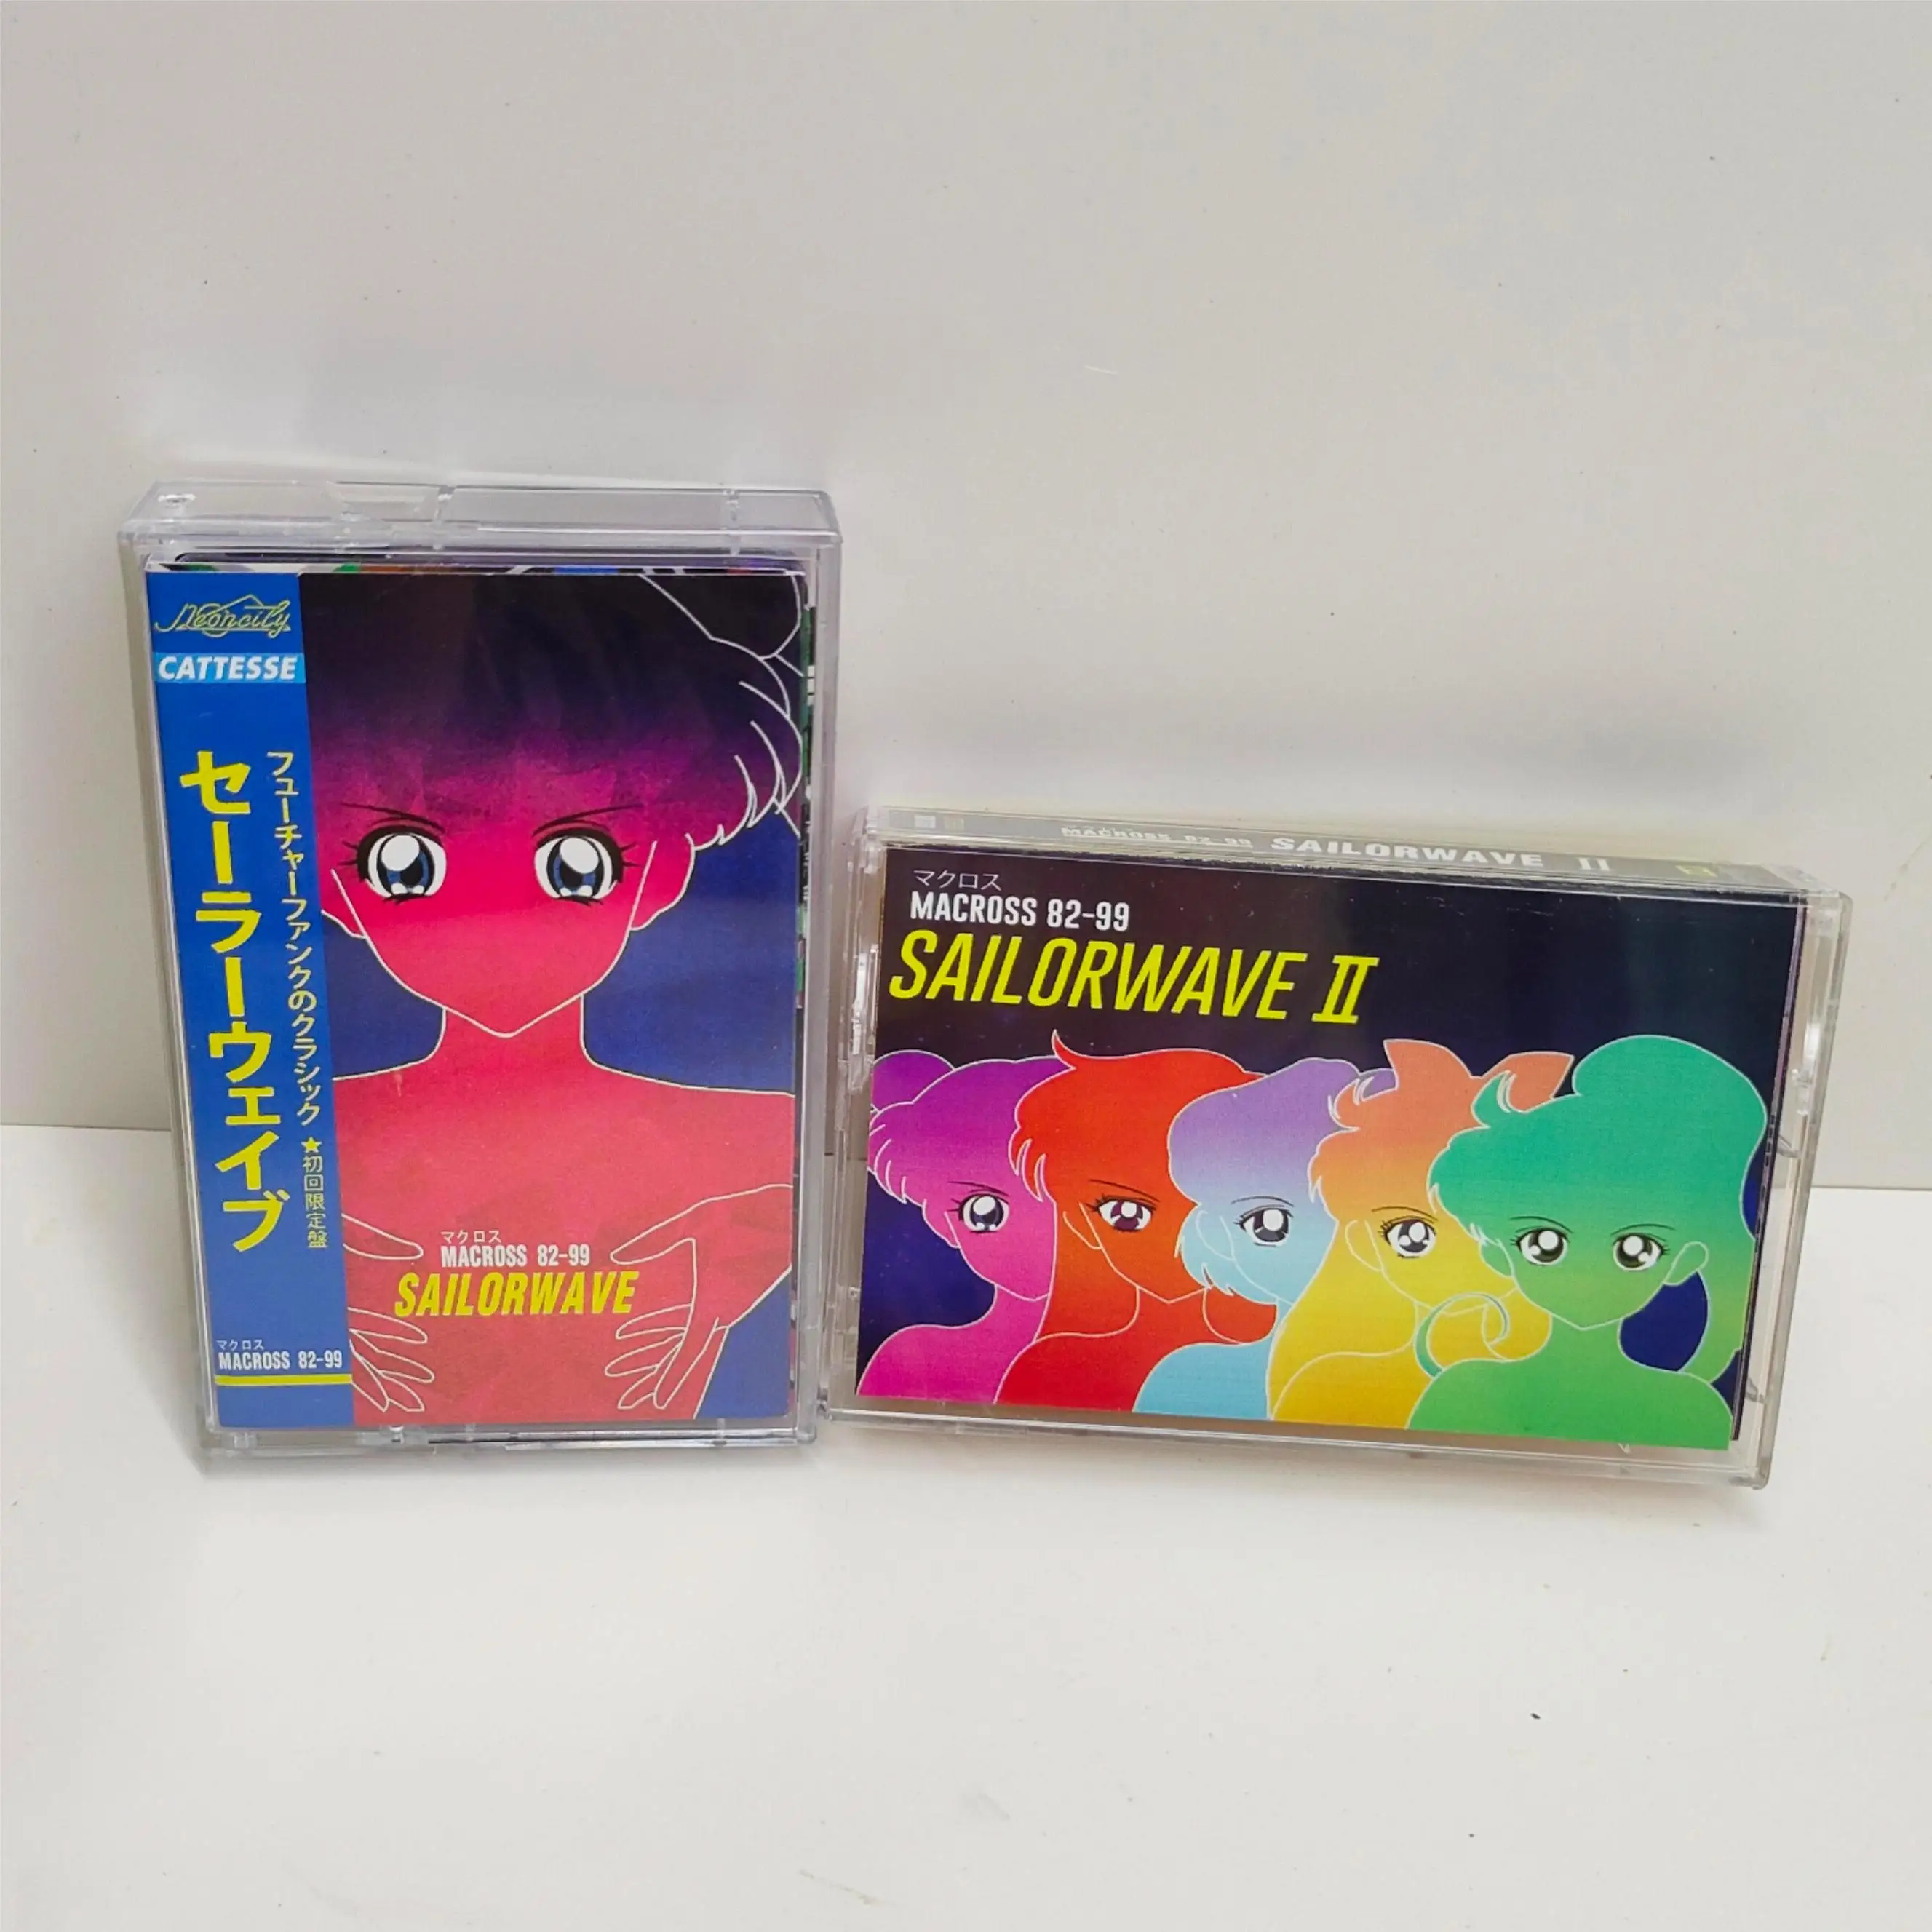 Neoncity
CATTESSE
フューチャーファンクのクラシック ★初回限定盤
セーラーウェイブ
マクロス
MACROSS 82-99
マクロス
MACROSS 82-99
SAILORWAVE
MACROSS 82-99 SAILORWAVE II
マクロス
MACROSS 82-99
SAILORWAVE II